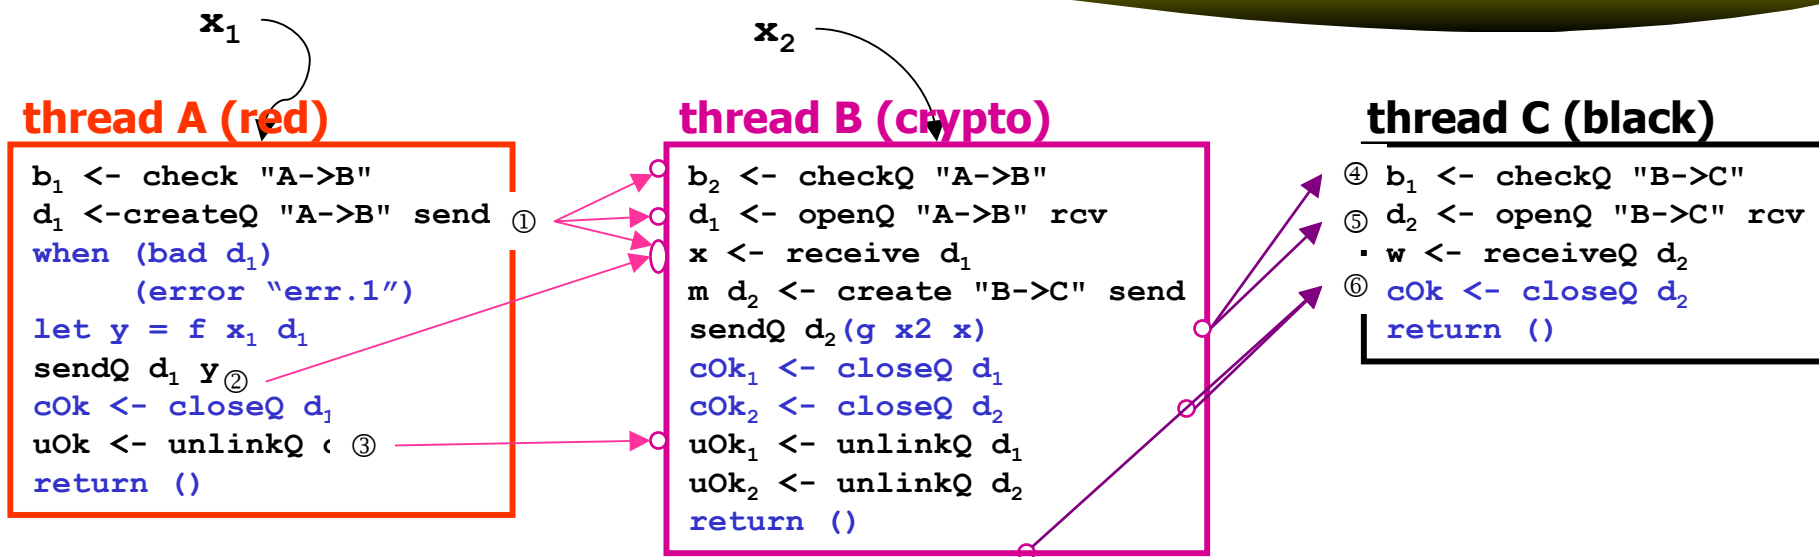 x1
x2
thread A (red)
b1 <- check "A->B"
d1 <-createQ "A->B" send ①
when (bad d1)
(error “err.1”)
let y = f x1 d1
sendQ d1 y ②
cOk <- closeQ d1
uOk <- unlinkQ ③
return ()
thread B (crypto)
b2 <- checkQ "A->B"
d1 <- openQ "A->B" rcv
x <- receive d1
m d2 <- create "B->C" send
sendQ d2(g x2 x)
cOk1 <- closeQ d1
cOk2 <- closeQ d2
uOk1 <- unlinkQ d1
uOk2 <- unlinkQ d2
return ()
thread C (black)
④ b1 <- checkQ "B->C"
⑤ d2 <- openQ "B->C" rcv
w <- receiveQ d2
⑥ cOk <- closeQ d2
return ()